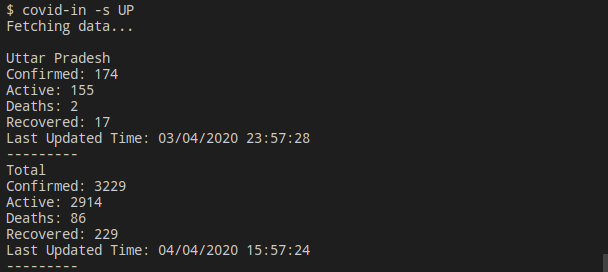 $ covid-in -s UP
Fetching data...
Uttar Pradesh
Confirmed: 174
Active: 155
Deaths: 2
Recovered: 17
Last Updated Time: 03/04/2020 23:57:28
---------
Total
Confirmed: 3229
Active: 2914
Deaths: 86
Recovered: 229
Last Updated Time: 04/04/2020 15:57:24
---------